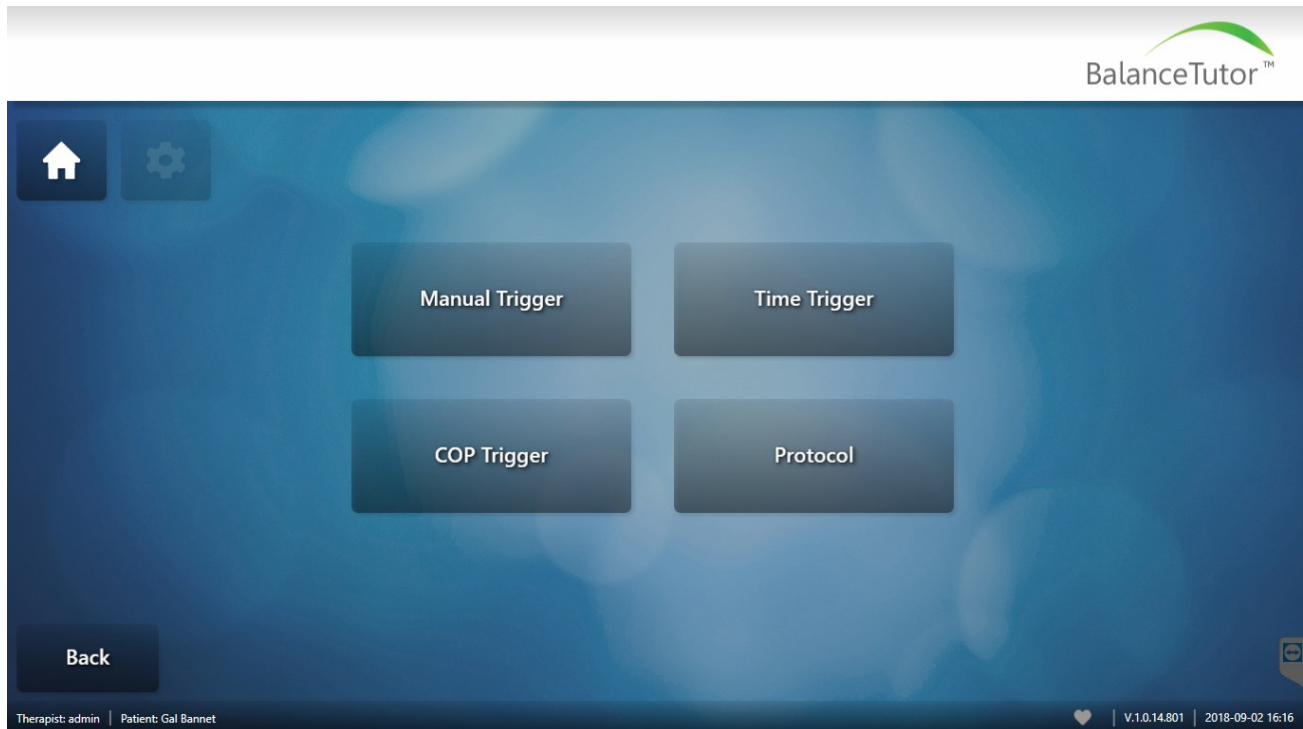 BalanceTutor™
Manual Trigger
Time Trigger
COP Trigger
Protocol
Back
Therapist: admin | Patient: Gal Bannet
V.1.0.14.801 | 2018-09-02 16:16